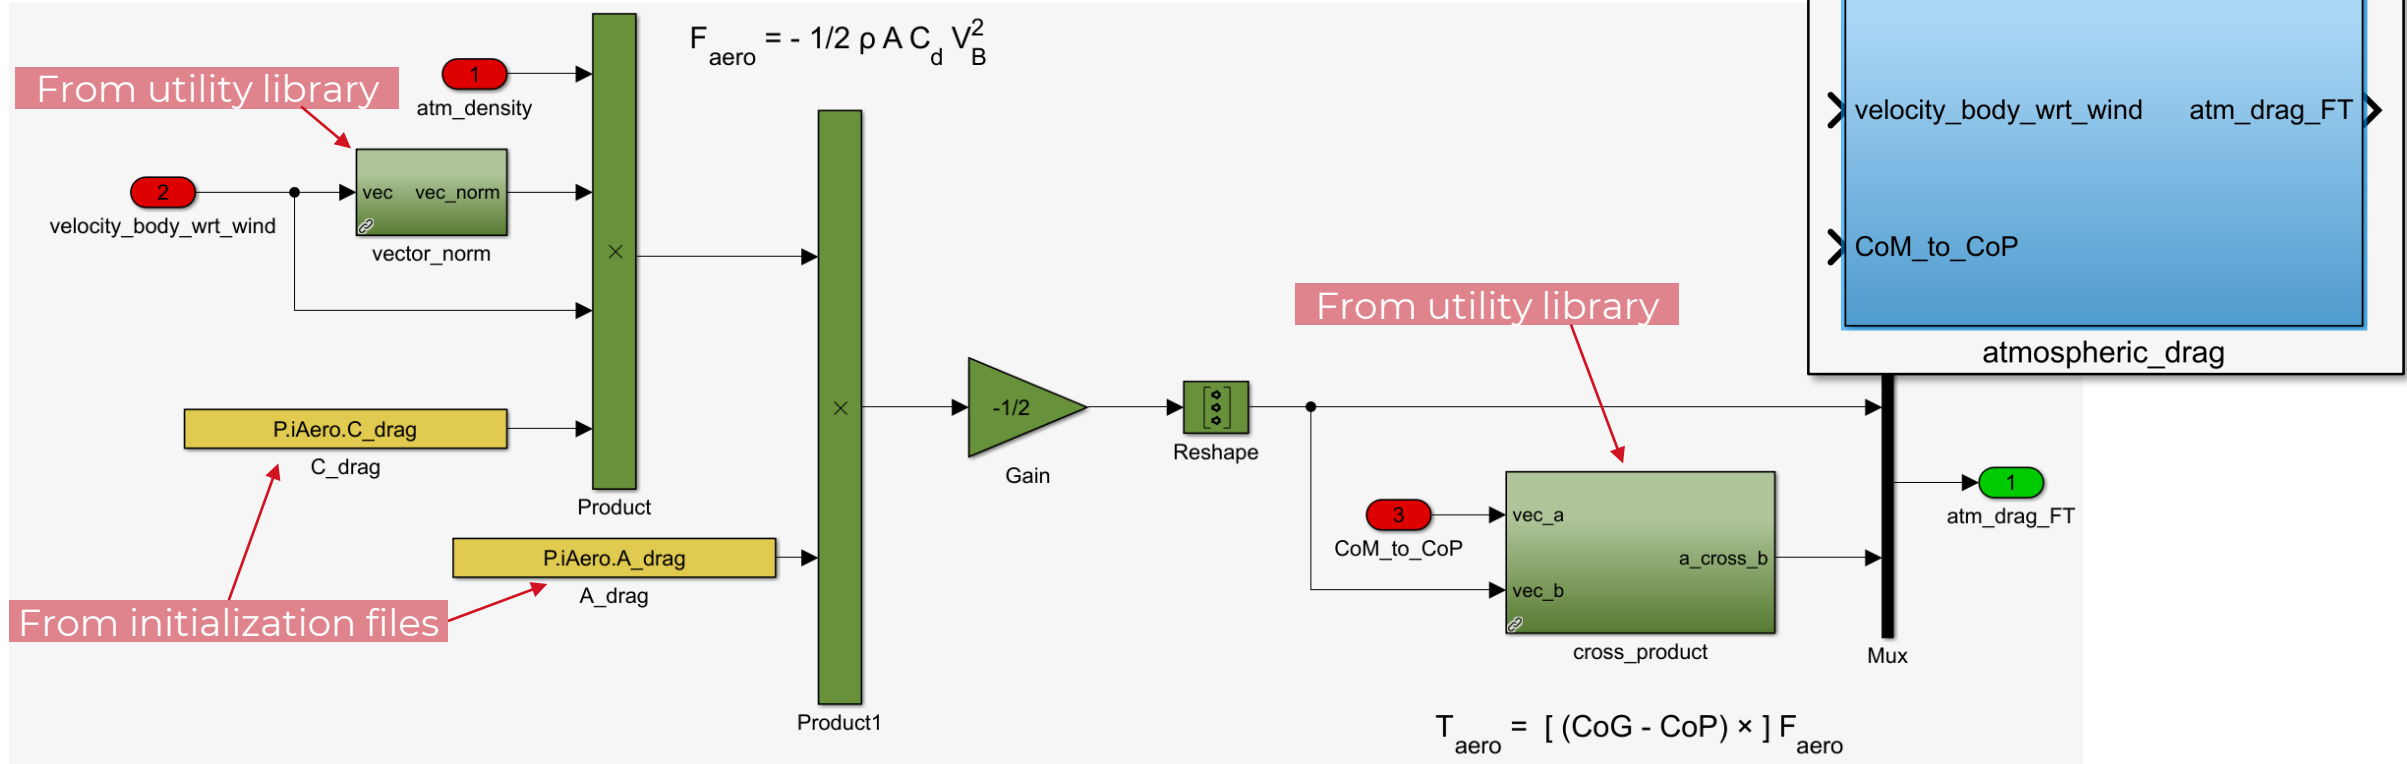 F_aero = - 1/2 ρ A C_d V_B^2
1
atm_density
From utility library
2
velocity_body_wrt_wind
vec vec_norm
vector_norm
×
P.iAero.C_drag
C_drag
Product
P.iAero.A_drag
A_drag
From initialization files
×
Product1
-1/2
Gain
Reshape
From utility library
3
CoM_to_CoP
vec_a
vec_b
a_cross_b
cross_product
Mux
1
atm_drag_FT
T_aero = [ (CoG - CoP) × ] F_aero
velocity_body_wrt_wind atm_drag_FT
CoM_to_CoP
atmospheric_drag